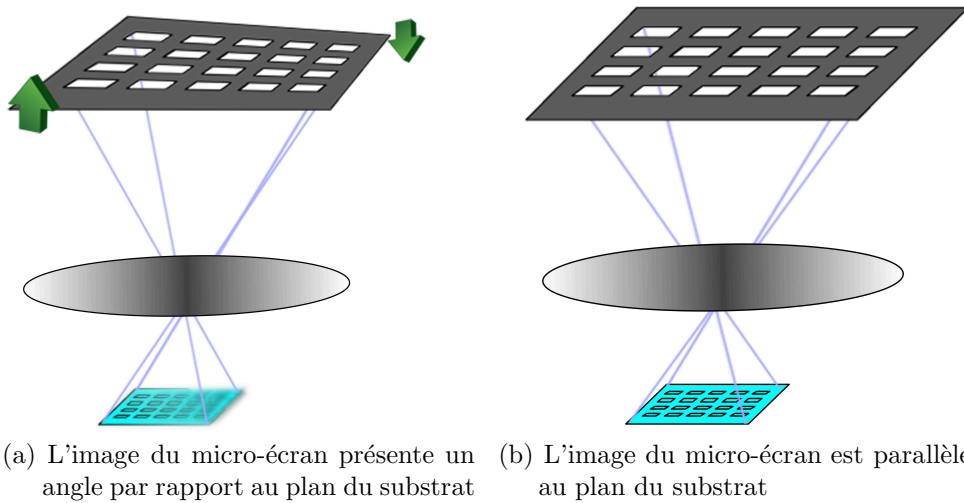 (a) L'image du micro-écran présente un
angle par rapport au plan du substrat
(b) L'image du micro-écran est parallèle
au plan du substrat